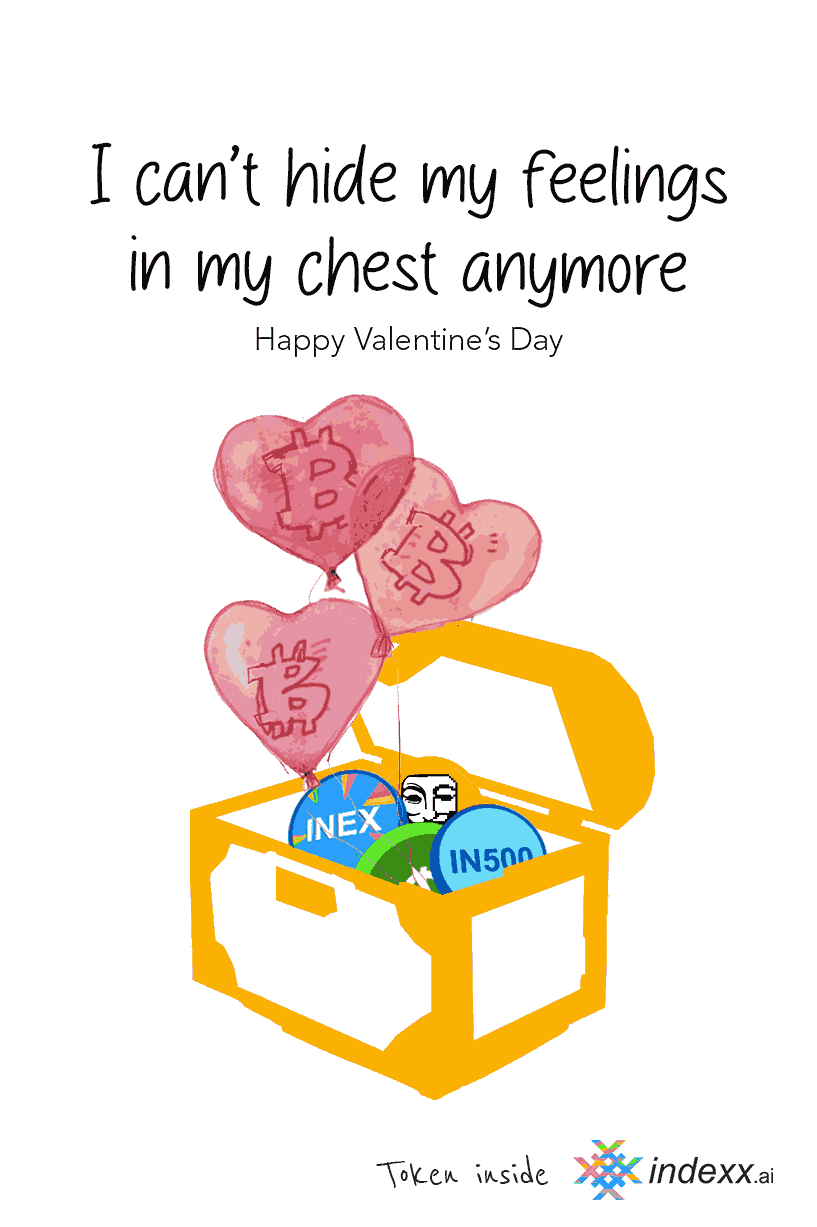 I can't hide my feelings
in my chest anymore
Happy Valentine's Day
INEX
IN500
Token inside indexx.ai